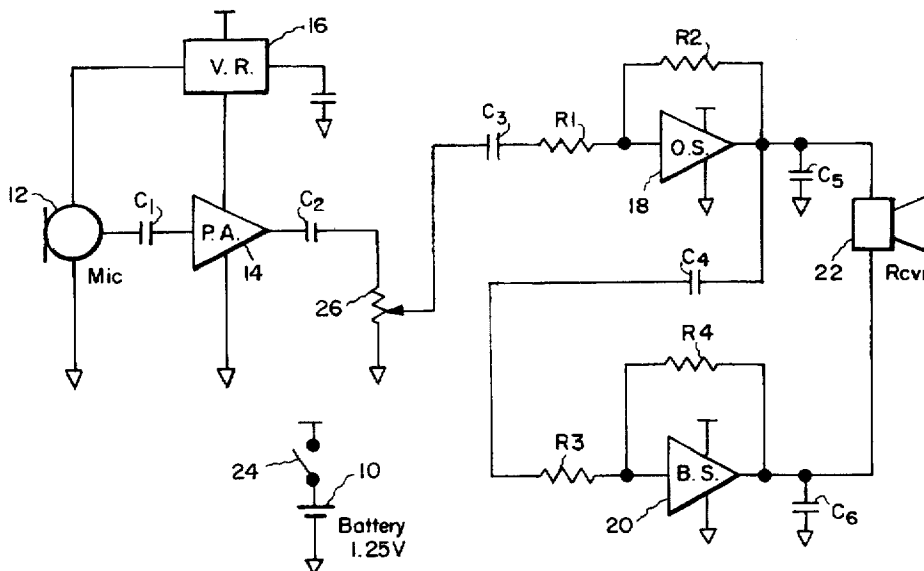 16
R2
V. R.
C3
R1
O.S.
12
C1
C2
18
C5
P. A.
14
22
Mic
26
C4
Rcvr
R4
24
10
R3
B. S.
20
C6
Battery
1.25V